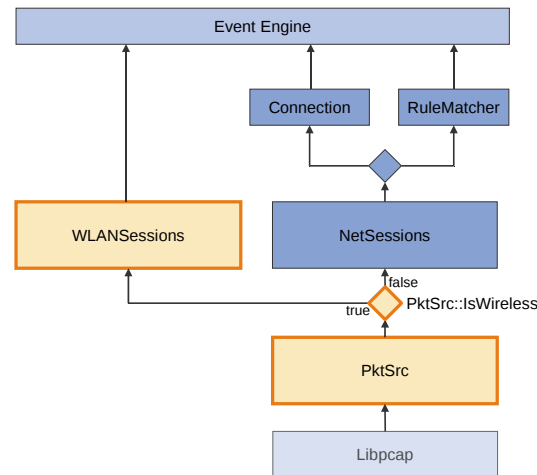 Event Engine
Connection
RuleMatcher
WLANSessions
NetSessions
false
true
PktSrc::IsWireless
PktSrc
Libpcap